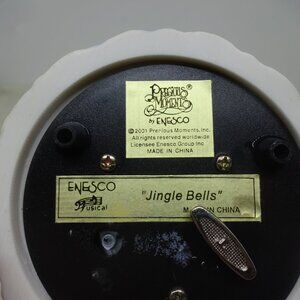 PRECIOUS
MOMENTS®
by ENESCO
©2001 Precious Moments, Inc.
All rights reserved worldwide
Licensee Enesco Group Inc
MADE IN CHINA
ENESCO
Musical
"Jingle Bells"
IN CHINA